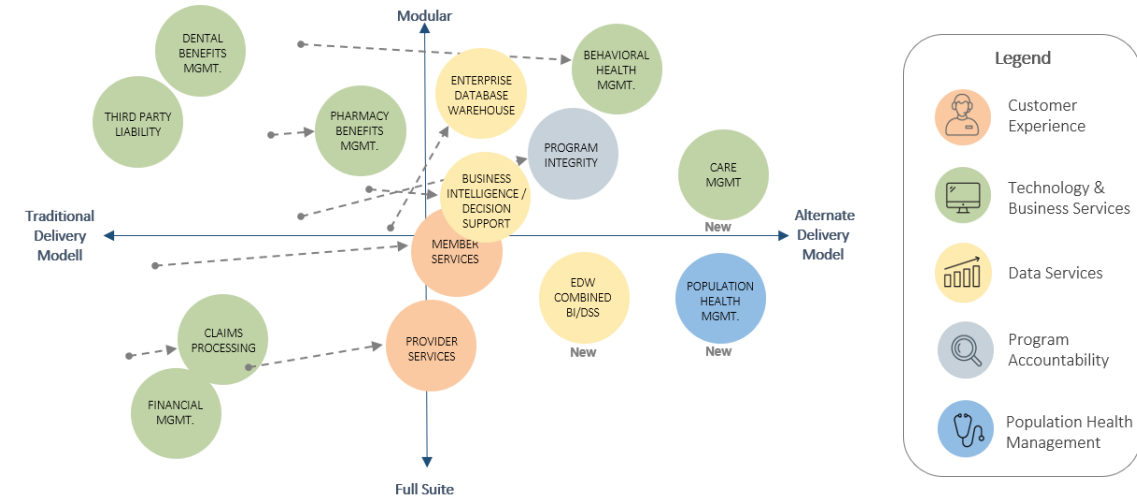 Modular
DENTAL
BENEFITS
MGMT.
THIRD PARTY
LIABILITY
PHARMACY
BENEFITS
MGMT.
ENTERPRISE
DATABASE
WAREHOUSE
BEHAVIORAL
HEALTH
MGMT.
PROGRAM
INTEGRITY
BUSINESS
INTELLIGENCE /
DECISION
SUPPORT
CARE
MGMT
New
Traditional
Delivery
Modell
Alternate
Delivery
Model
MEMBER
SERVICES
EDW
COMBINED
BI/DSS
New
POPULATION
HEALTH
MGMT.
New
CLAIMS
PROCESSING
PROVIDER
SERVICES
FINANCIAL
MGMT.
Full Suite
Legend
Customer
Experience
Technology &
Business Services
Data Services
Program
Accountability
Population Health
Management